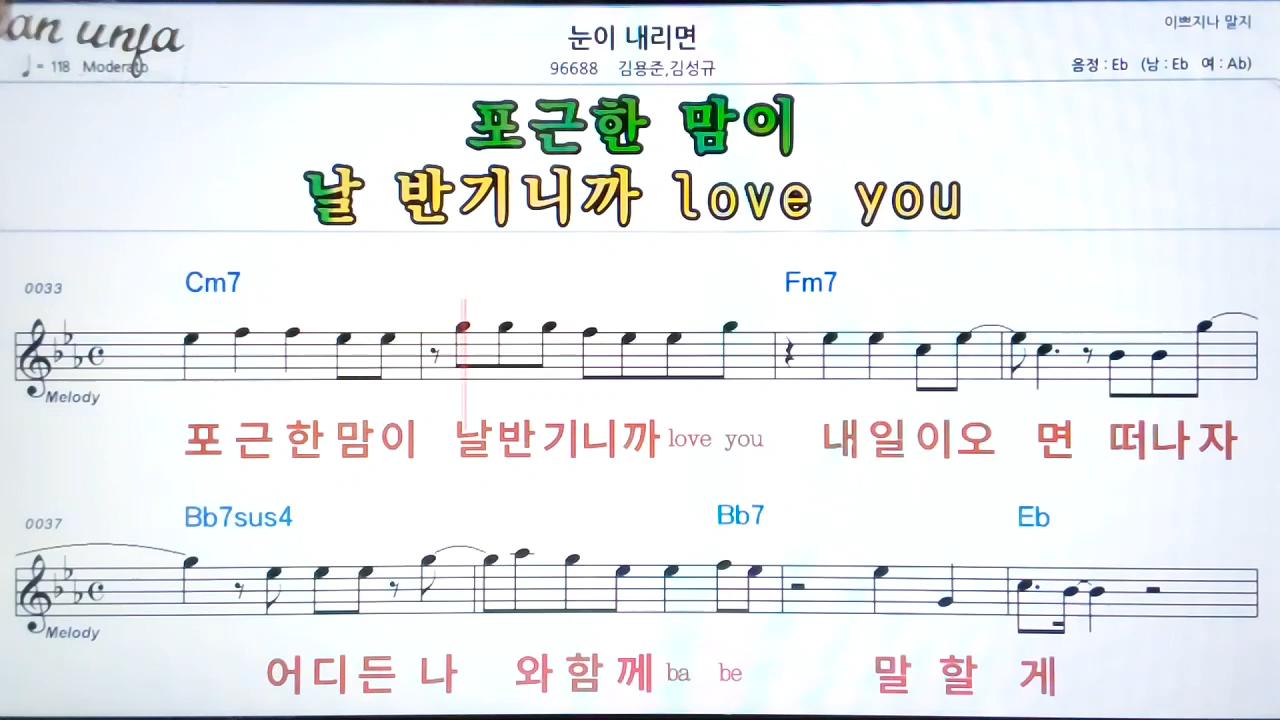 an unfa
이쁘지나 말지
눈이 내리면
♩= 118 Moderato
96688 김용준,김성규
음정 : Eb (남 : Eb 여 : Ab)
포근한 맘이
날 반기니까 love you
0033 Cm7 Fm7
Melody
포 근 한 맘 이 날 반 기 니 까 love you 내 일 이 오 면 떠 나 자
0037 Bb7sus4 Bb7 Eb
Melody
어 디 든 나 와 함 께 ba be 말 할 게